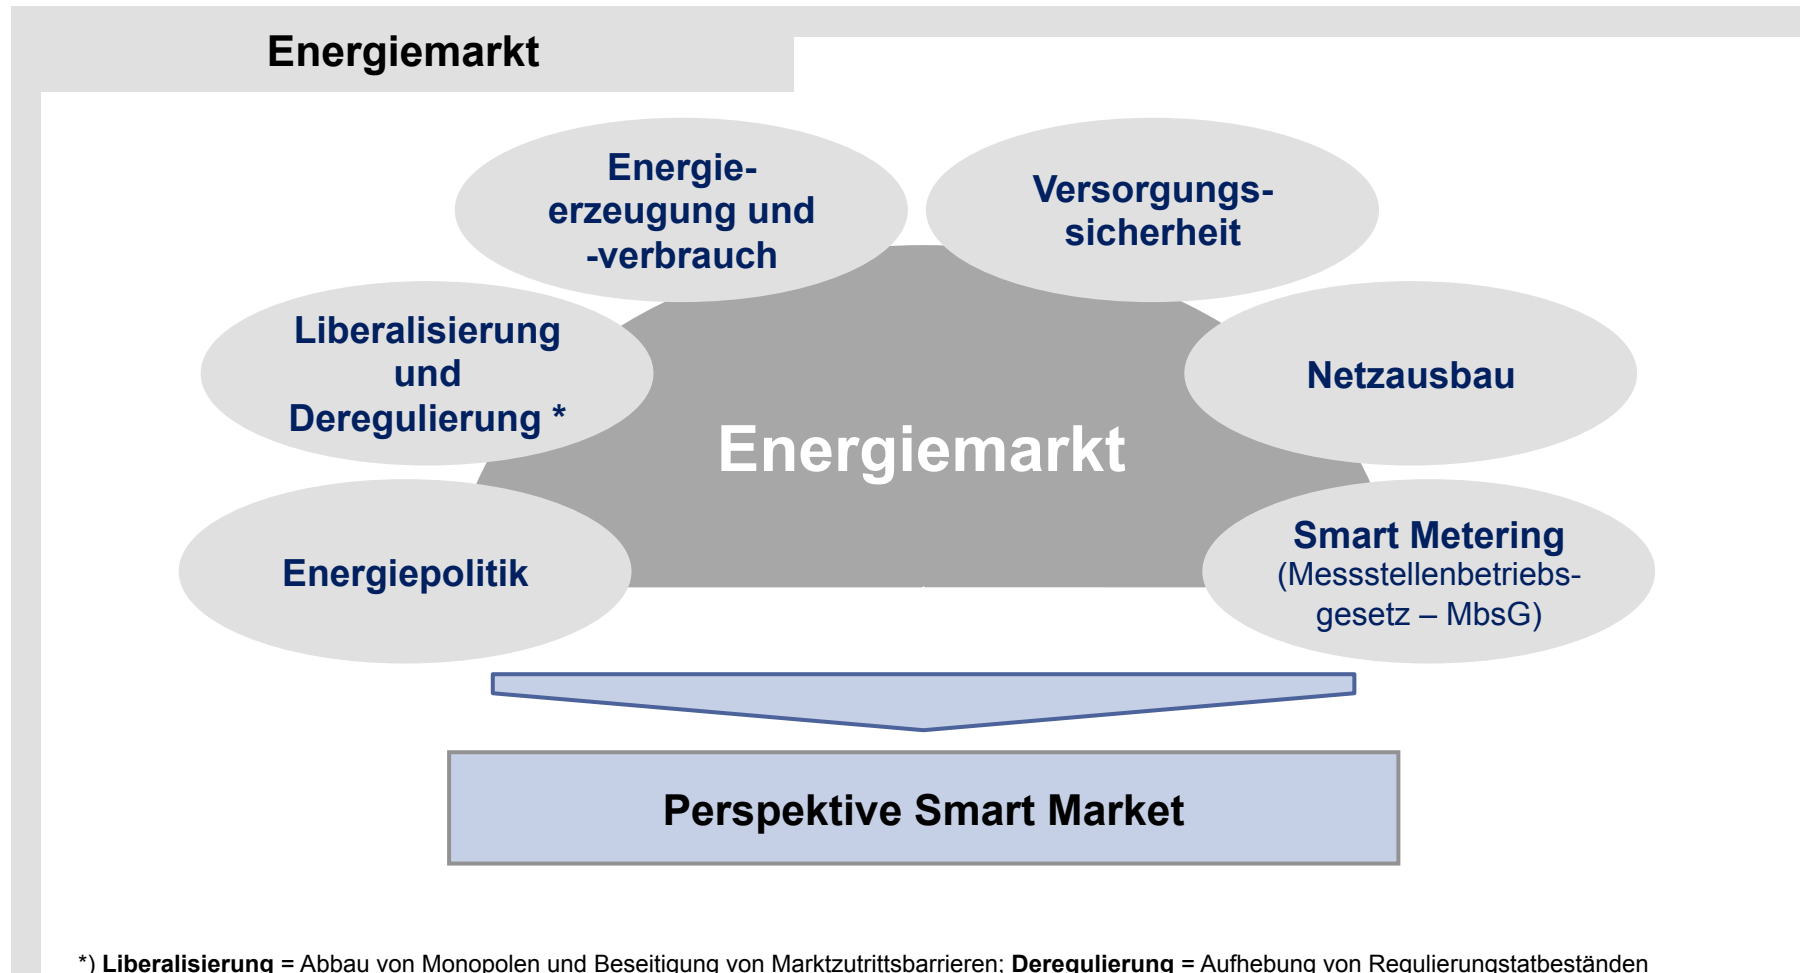 Energiemarkt
Energie-
erzeugung und
-verbrauch
Versorgungs-
sicherheit
Liberalisierung
und
Deregulierung *
Netzausbau
Energiemarkt
Energiepolitik
Smart Metering
(Messstellenbetriebs-
gesetz – MbsG)
Perspektive Smart Market
*) Liberalisierung = Abbau von Monopolen und Beseitigung von Marktzutrittsbarrieren; Deregulierung = Aufhebung von Regulierungstatbeständen